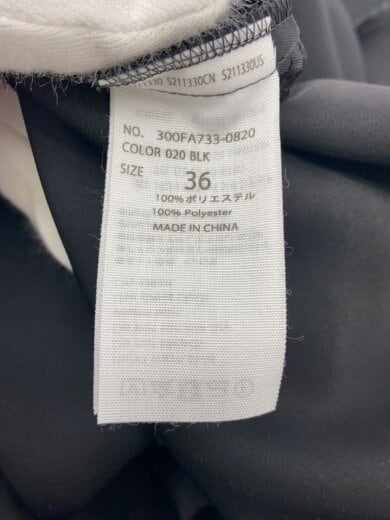 S211330CN S211330US
NO. 300FA733-0820
COLOR 020 BLK
SIZE 36
100%ポリエステル
100% Polyester
MADE IN CHINA